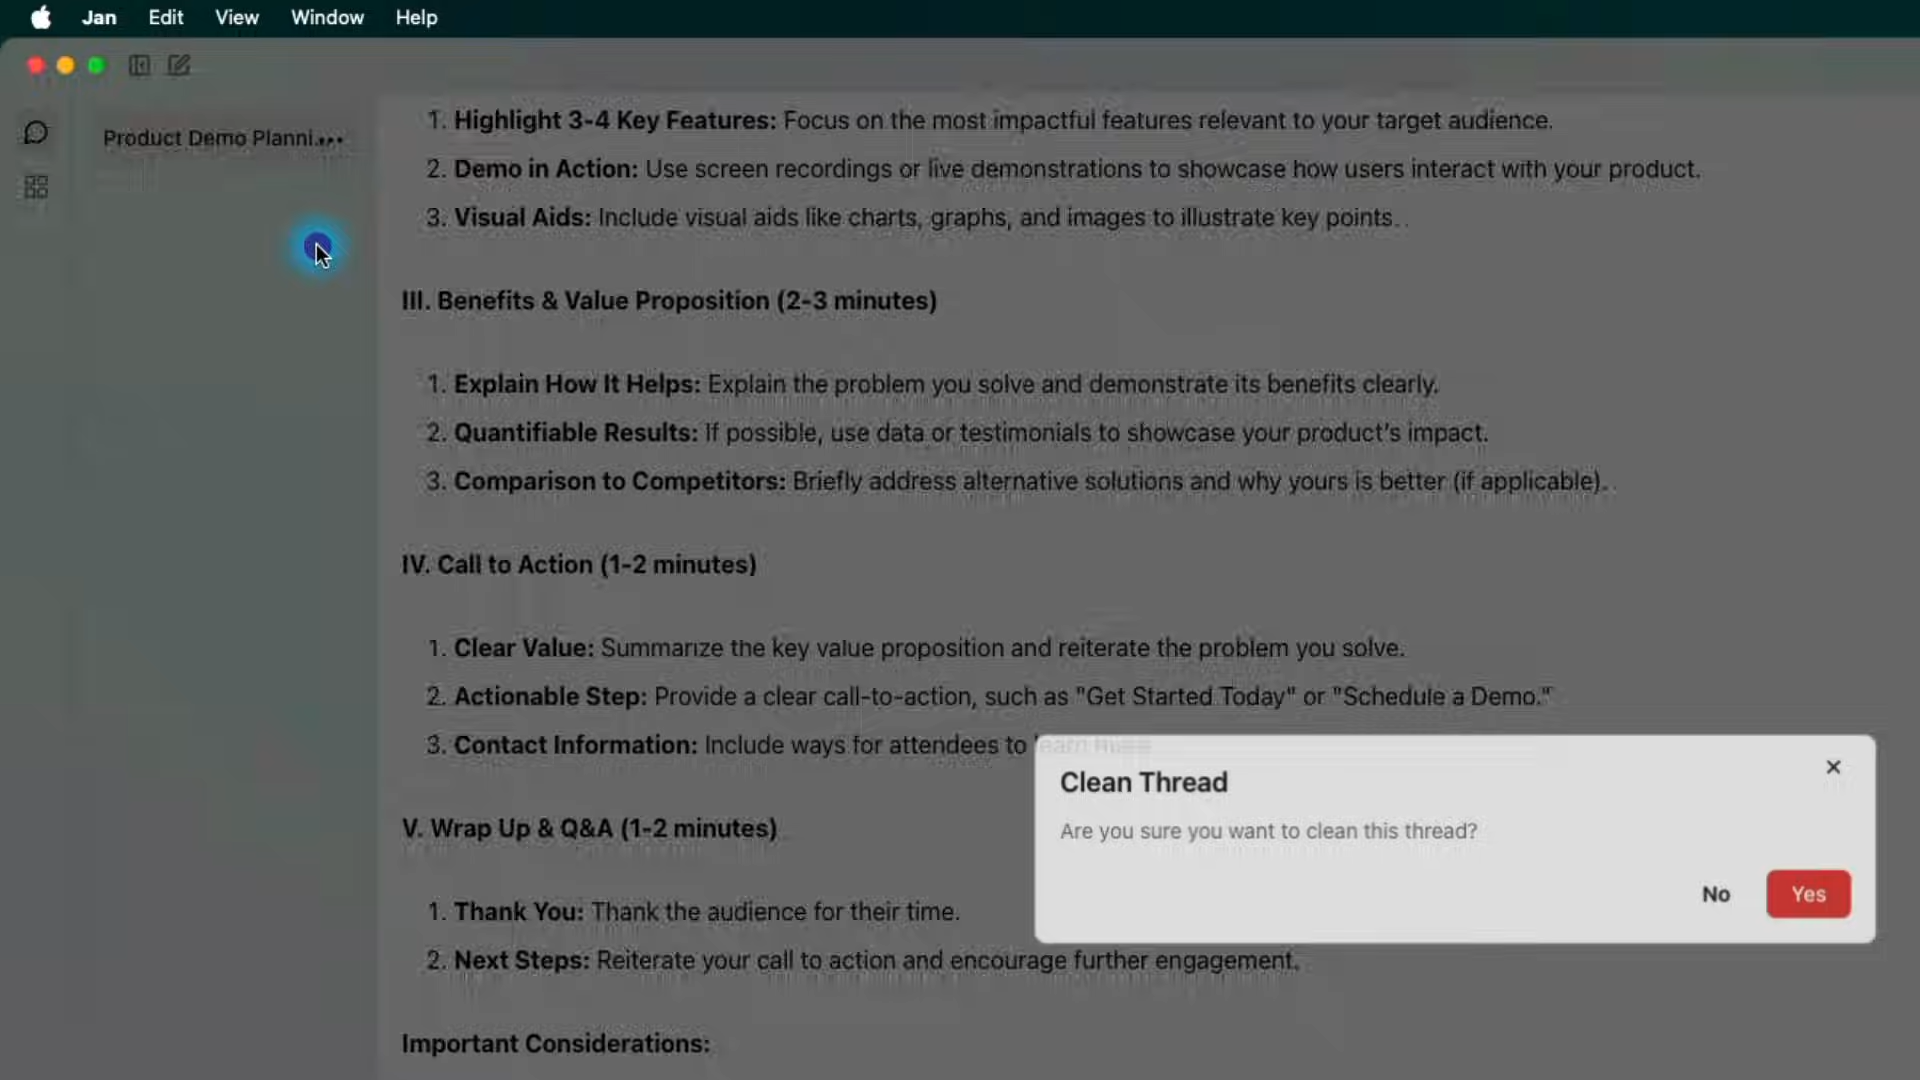 Jan Edit View Window Help
Product Demo Planni...
1. Highlight 3-4 Key Features: Focus on the most impactful features relevant to your target audience.
2. Demo in Action: Use screen recordings or live demonstrations to showcase how users interact with your product.
3. Visual Aids: Include visual aids like charts, graphs, and images to illustrate key points.
III. Benefits & Value Proposition (2-3 minutes)
1. Explain How It Helps: Explain the problem you solve and demonstrate its benefits clearly.
2. Quantifiable Results: If possible, use data or testimonials to showcase your product's impact.
3. Comparison to Competitors: Briefly address alternative solutions and why yours is better (if applicable).
IV. Call to Action (1-2 minutes)
1. Clear Value: Summarize the key value proposition and reiterate the problem you solve.
2. Actionable Step: Provide a clear call-to-action, such as "Get Started Today" or "Schedule a Demo."
3. Contact Information: Include ways for attendees to learn more
Clean Thread
Are you sure you want to clean this thread?
No Yes
V. Wrap Up & Q&A (1-2 minutes)
1. Thank You: Thank the audience for their time.
2. Next Steps: Reiterate your call to action and encourage further engagement.
Important Considerations: